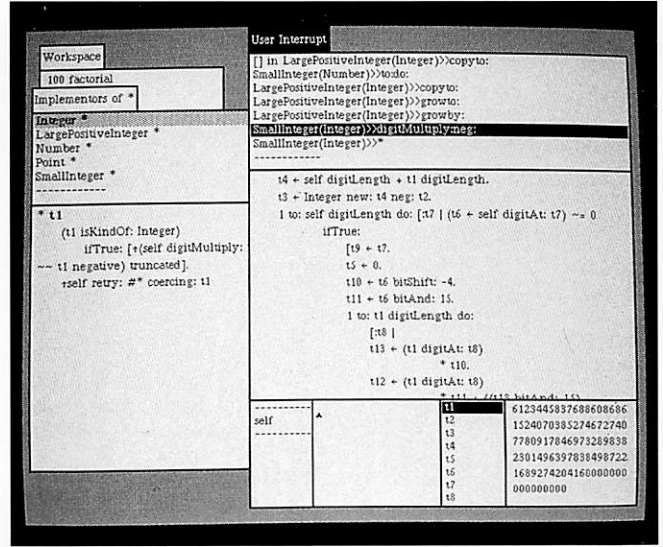 Workspace
100 factorial
Implementors of *
Integer *
LargePositiveInteger *
Number *
Point *
SmallInteger *
------------
* t1
(t1 isKindOf: Integer)
ifTrue: [↑(self digitMultiply:
~~ t1 negative) truncated].
↑self retry: #* coercing: t1
User Interrupt
[] in LargePositiveInteger(Integer)>>copyto:
SmallInteger(Number)>>to:do:
LargePositiveInteger(Integer)>>copyto:
LargePositiveInteger(Integer)>>growto:
LargePositiveInteger(Integer)>>growby:
SmallInteger(Integer)>>digitMultiply:neg:
SmallInteger(Integer)>>*
------------
t4 ← self digitLength + t1 digitLength.
t3 ← Integer new: t4 neg: t2.
1 to: self digitLength do: [:t7 | (t6 ← self digitAt: t7) ~= 0
ifTrue:
[t9 ← t7.
t5 ← 0.
t10 ← t6 bitShift: -4.
t11 ← t6 bitAnd: 15.
1 to: t1 digitLength do:
[:t8 |
t13 ← (t1 digitAt: t8)
* t10.
t12 ← (t1 digitAt: t8)
* t11 + ((t13 bitAnd: 15)
------------
self
------------
t1
t2
t3
t4
t5
t6
t7
t8
6123445837688608686
1524070385274672740
7780917846973289838
2301496397838498722
1689274204160000000
000000000